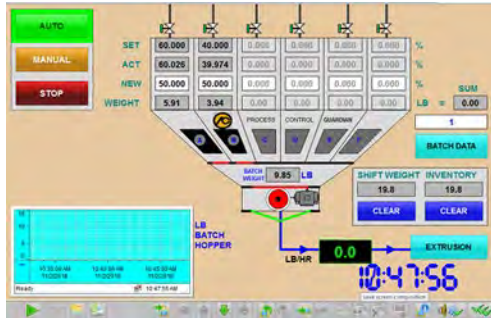 AUTO
MANUAL
STOP
SET 60.000 40.000 0.000 0.000 0.000 0.000 %
ACT 60.026 39.974 0.000 0.000 0.000 0.000 %
NEW 50.000 50.000 0.000 0.000 0.000 0.000 %
SUM
WEIGHT 5.91 3.94 0.00 0.00 0.00 0.00 LB = 0.00
PROCESS CONTROL GUARDIAN
1
A B C D E F
BATCH DATA
BATCH WEIGHT 9.85 LB
SHIFT WEIGHT INVENTORY
19.8 19.8
CLEAR CLEAR
LB
BATCH
HOPPER
0.0
LB/HR
EXTRUSION
10:47:56
Ready 10:47:55 AM